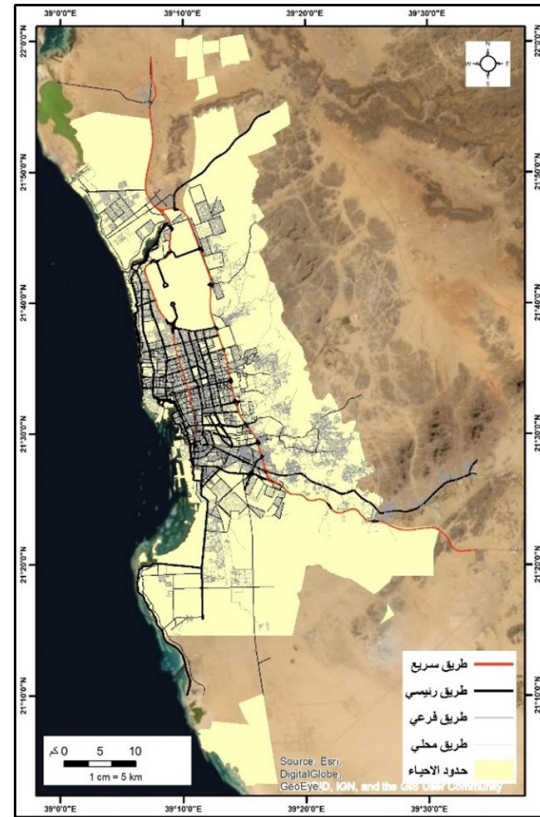 39°0'0"E 39°10'0"E 39°20'0"E 39°30'0"E
22°0'0"N 22°0'0"N
N
W E
S
21°50'0"N 21°50'0"N
21°40'0"N 21°40'0"N
21°30'0"N 21°30'0"N
21°20'0"N 21°20'0"N
21°10'0"N 21°10'0"N
طريق سريع
طريق رئيسي
طريق فرعي
طريق محلي
حدود الاحياء
كم 0 5 10
1 cm = 5 km
Source: Esri,
DigitalGlobe,
GeoEye, IGN, and the GIS User Community
39°0'0"E 39°10'0"E 39°20'0"E 39°30'0"E